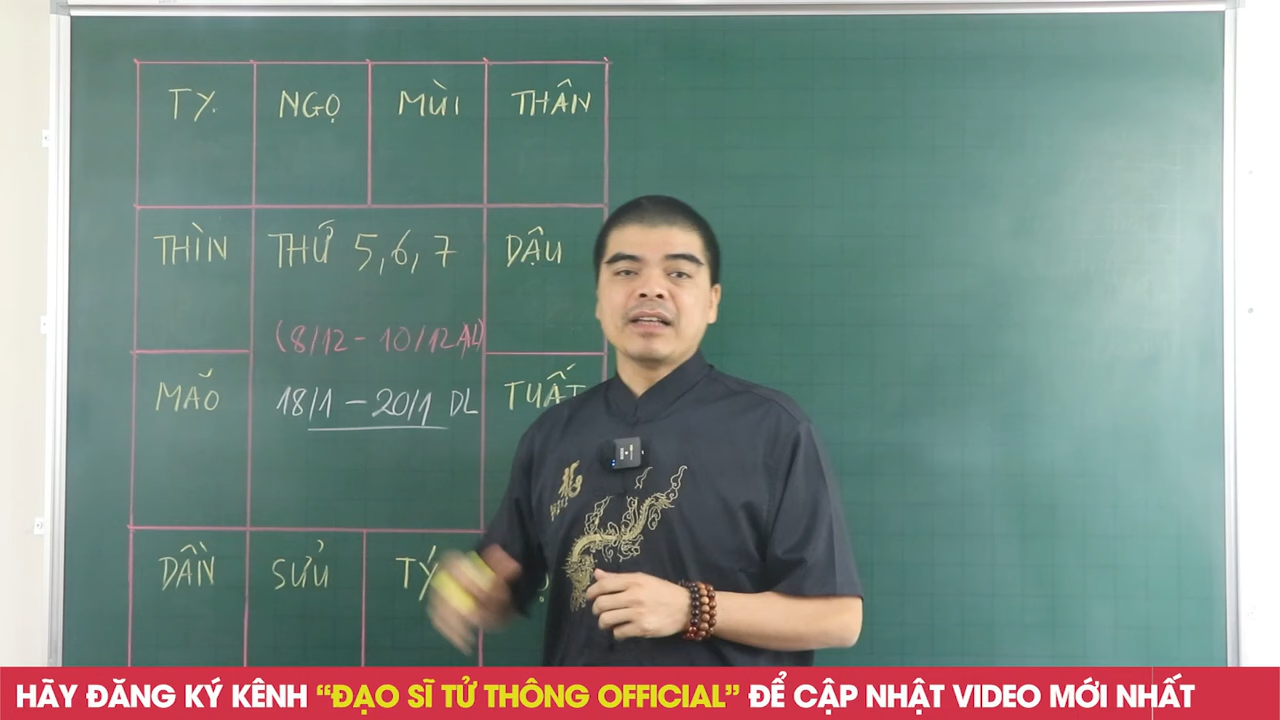 TỴ NGỌ MÙI THÂN
THÌN THỨ 5, 6, 7 DẬU
(8/12 - 10/12 AL)
MÃO 18/1 - 20/1 DL TUẤT
DẦN SỬU TÝ
HÃY ĐĂNG KÝ KÊNH “ĐẠO SĨ TỬ THÔNG OFFICIAL” ĐỂ CẬP NHẬT VIDEO MỚI NHẤT